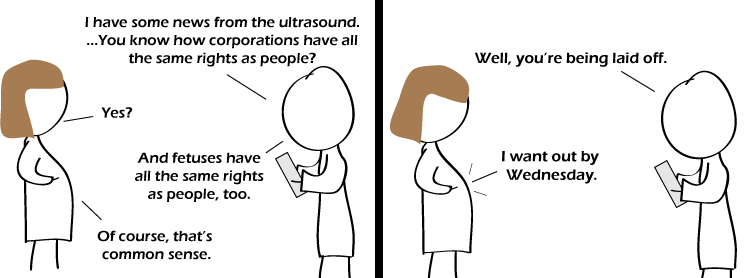 I have some news from the ultrasound.
...You know how corporations have all
the same rights as people?
Yes?
And fetuses have
all the same rights
as people, too.
Of course, that's
common sense.
Well, you're being laid off.
I want out by
Wednesday.